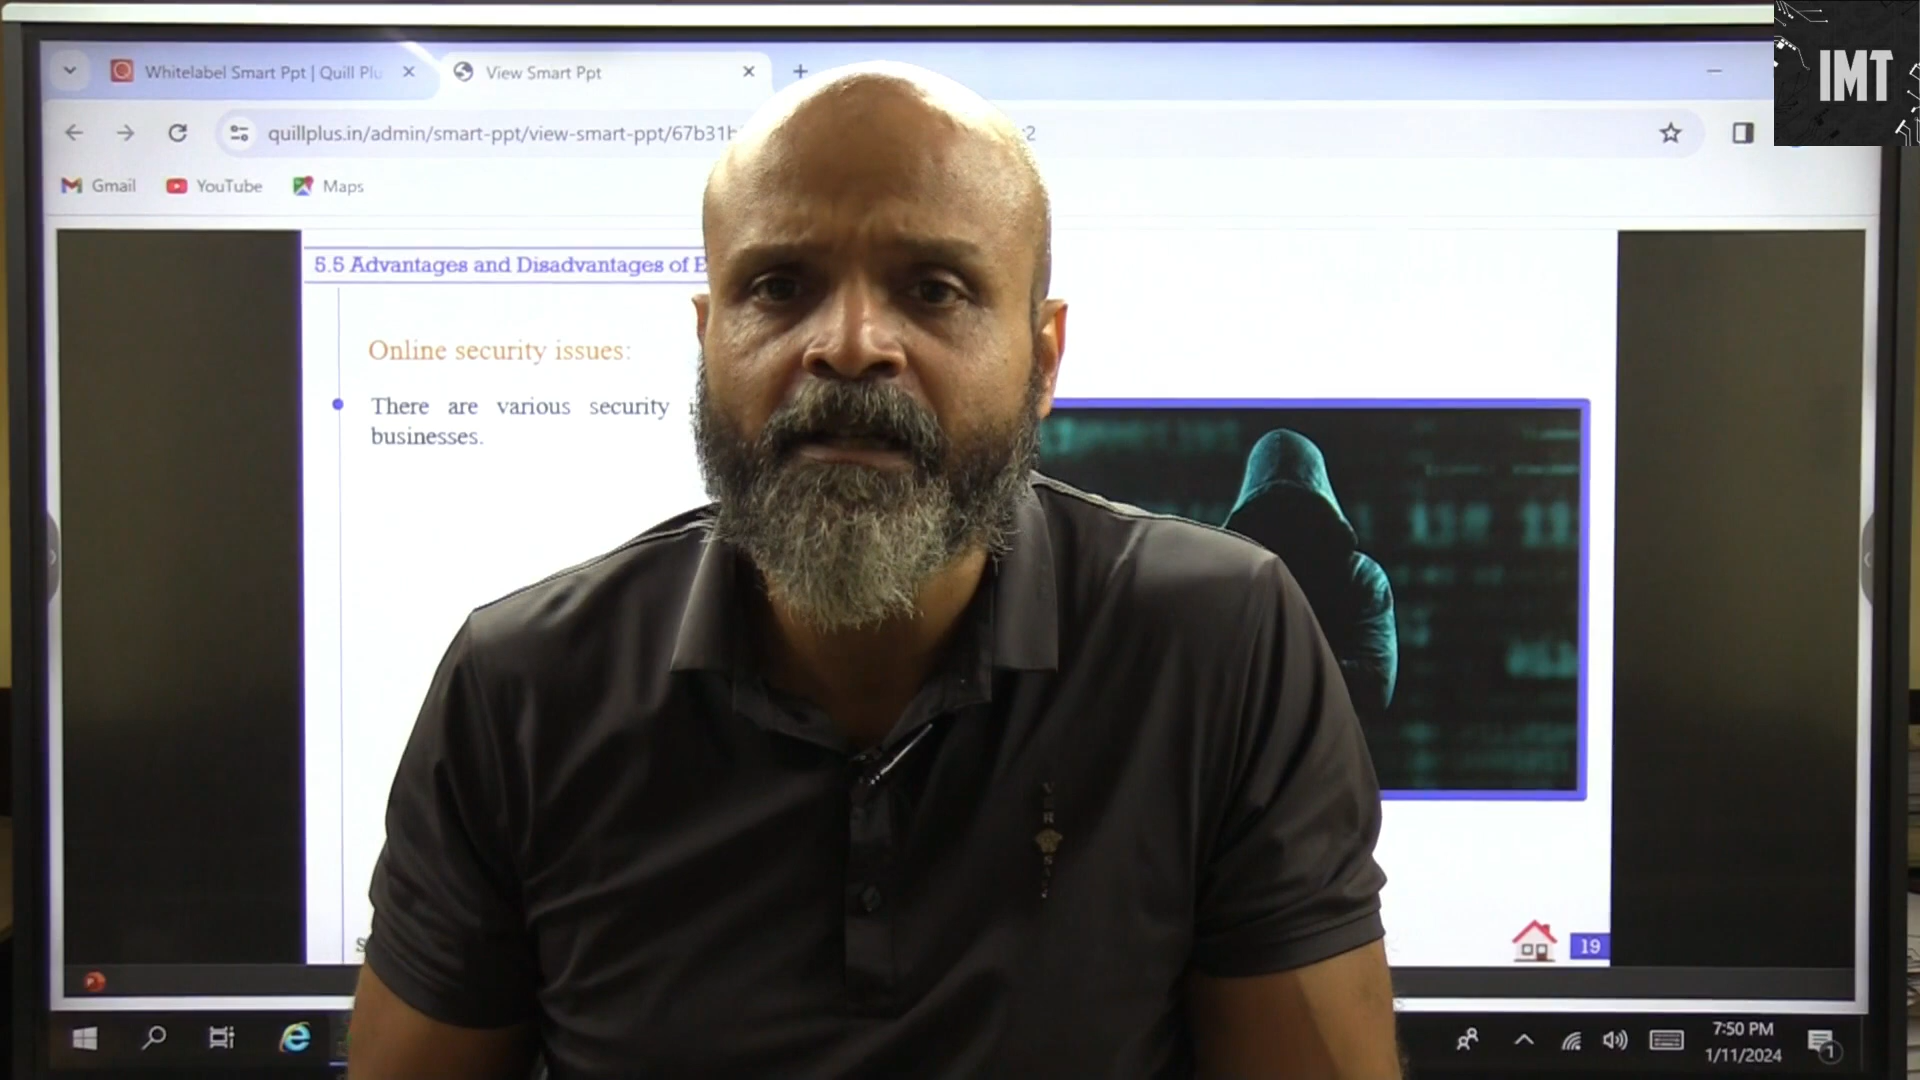 IMT
Whitelabel Smart Ppt | Quill Plu
View Smart Ppt
quillplus.in/admin/smart-ppt/view-smart-ppt/67b31
Gmail
YouTube
Maps
5.5 Advantages and Disadvantages of E
Online security issues:
There are various security
businesses.
VERSACE
19
7:50 PM
1/11/2024
1